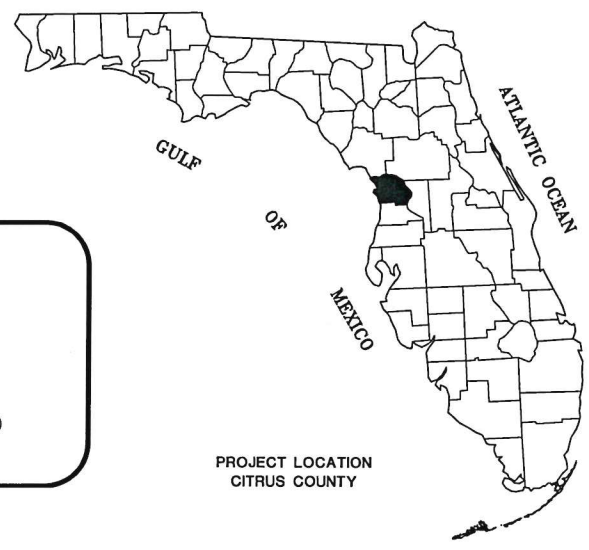 GULF
OF
MEXICO
ATLANTIC OCEAN
PROJECT LOCATION
CITRUS COUNTY